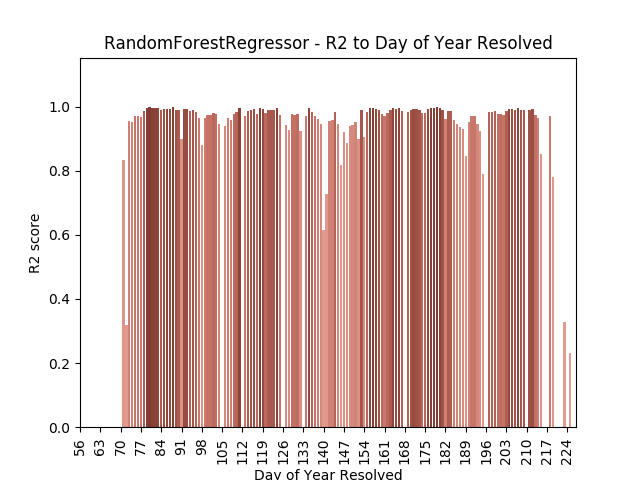 RandomForestRegressor - R2 to Day of Year Resolved
R2 score
1.0
0.8
0.6
0.4
0.2
0.0
56 63 70 77 84 91 98 105 112 119 126 133 140 147 154 161 168 175 182 189 196 203 210 217 224
Day of Year Resolved